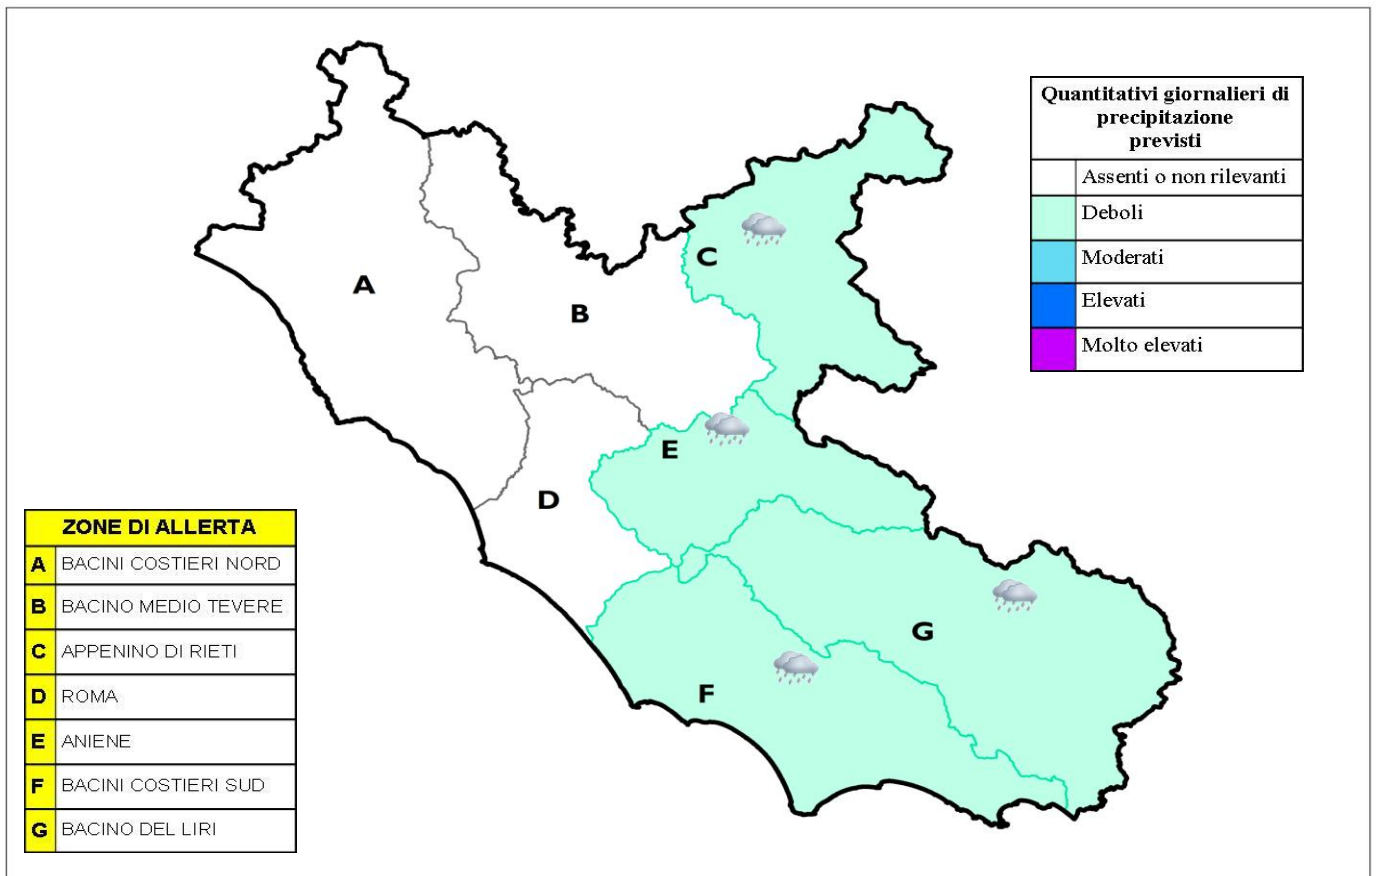 Quantitativi giornalieri di
precipitazione
previsti
Assenti o non rilevanti
Deboli
Moderati
Elevati
Molto elevati
A
B
C
D
E
F
G
ZONE DI ALLERTA
A BACINI COSTIERI NORD
B BACINO MEDIO TEVERE
C APPENINO DI RIETI
D ROMA
E ANIENE
F BACINI COSTIERI SUD
G BACINO DEL LIRI